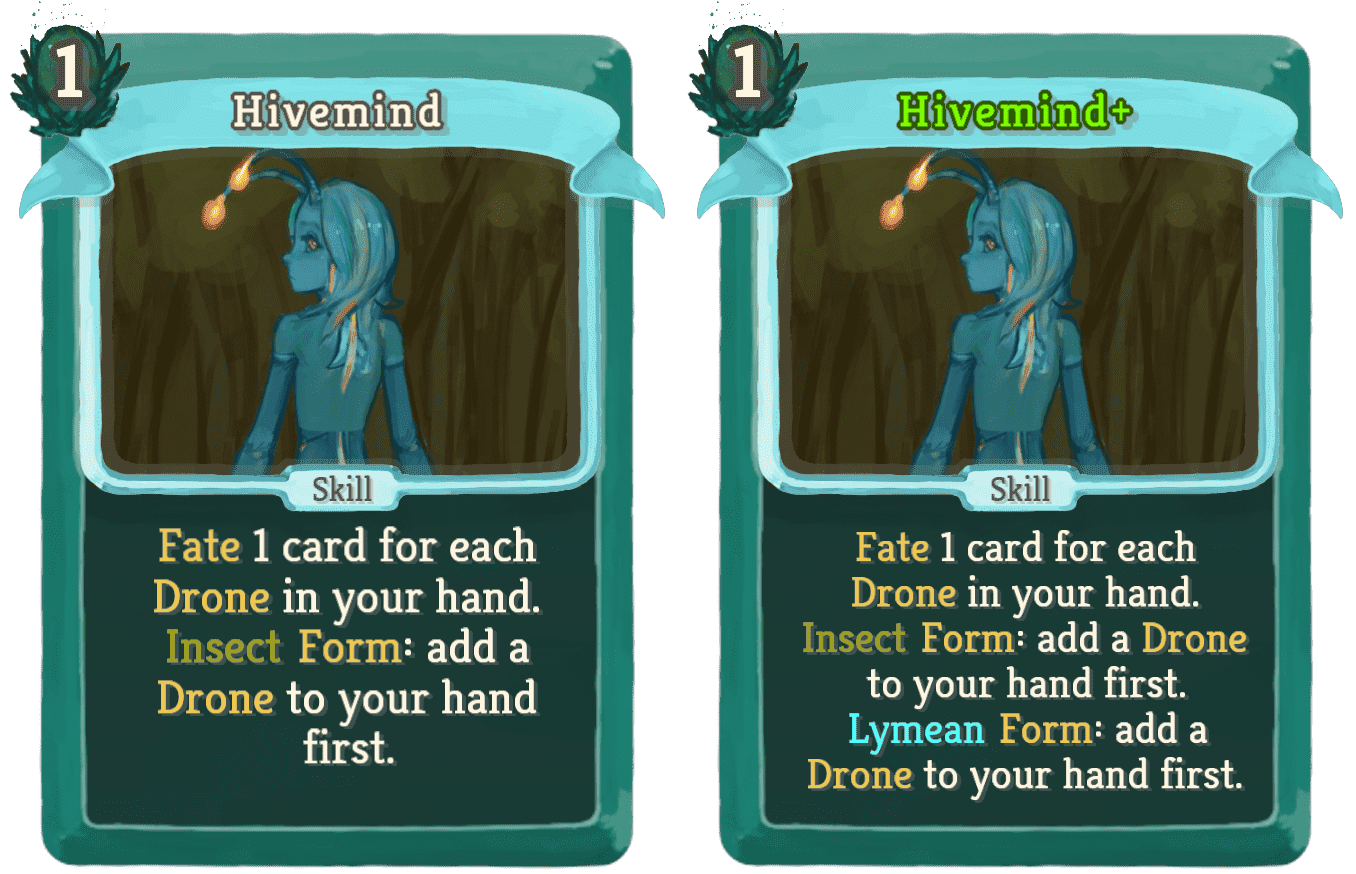 1
Hivemind
Skill
Fate 1 card for each
Drone in your hand.
Insect Form: add a
Drone to your hand
first.
1
Hivemind+
Skill
Fate 1 card for each
Drone in your hand.
Insect Form: add a Drone
to your hand first.
Lymean Form: add a
Drone to your hand first.